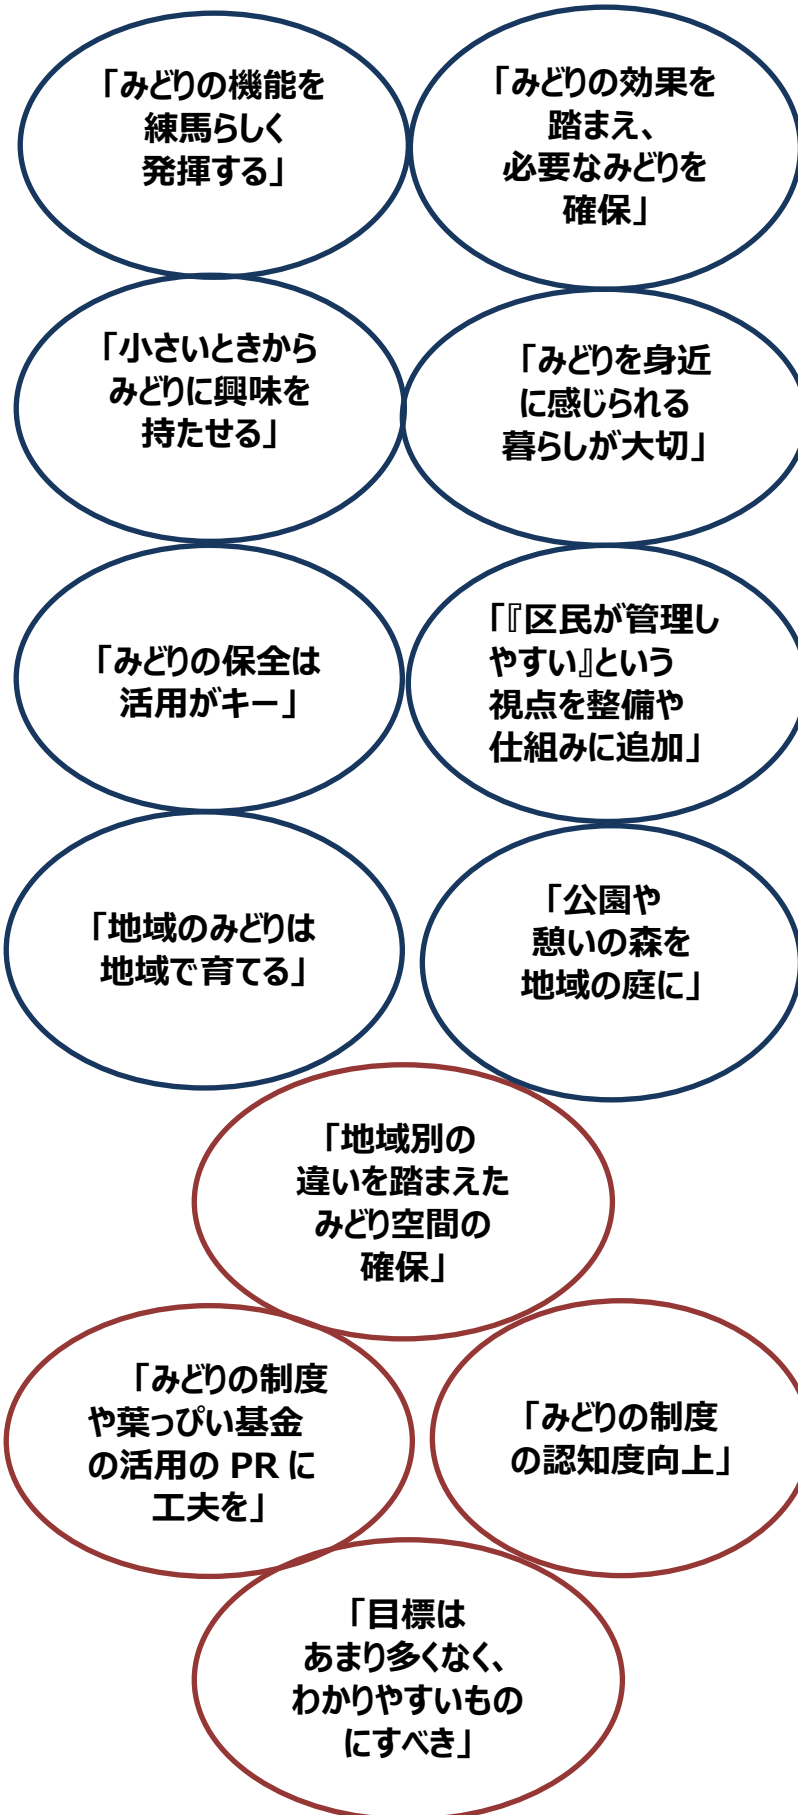 「みどりの機能を
練馬らしく
発揮する」
「みどりの効果を
踏まえ、
必要なみどりを
確保」
「小さいときから
みどりに興味を
持たせる」
「みどりを身近
に感じられる
暮らしが大切」
「みどりの保全は
活用がキー」
「『区民が管理し
やすい』という
視点を整備や
仕組みに追加」
「地域のみどりは
地域で育てる」
「公園や
憩いの森を
地域の庭に」
「地域別の
違いを踏まえた
みどり空間の
確保」
「みどりの制度
や葉っぴい基金
の活用の PR に
工夫を」
「みどりの制度
の認知度向上」
「目標は
あまり多くなく、
わかりやすいもの
にすべき」